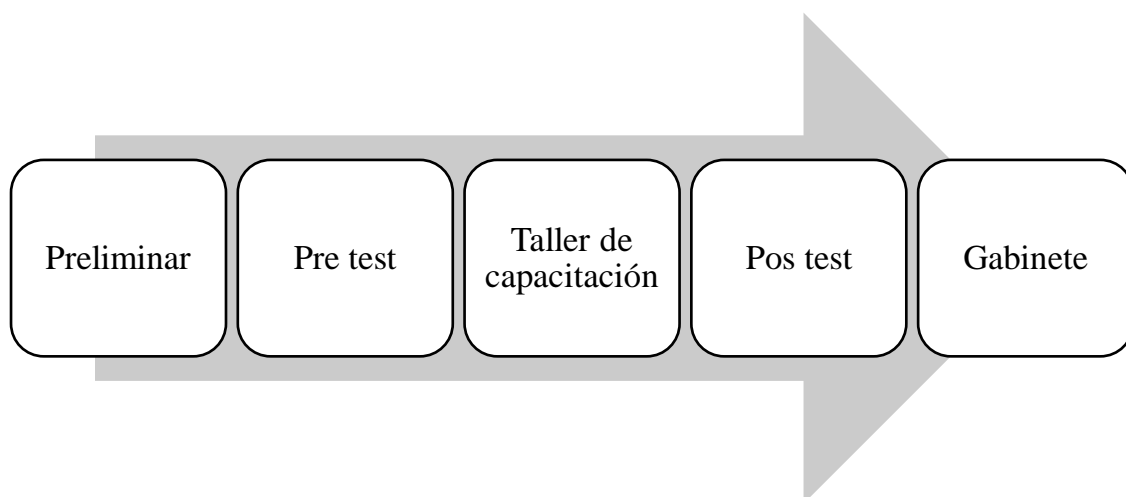 Preliminar
Pre test
Taller de
capacitación
Pos test
Gabinete